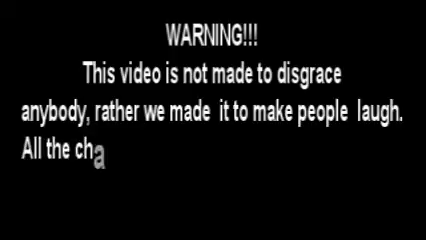 WARNING!!!
This video is not made to disgrace
anybody, rather we made it to make people laugh.
All the cha